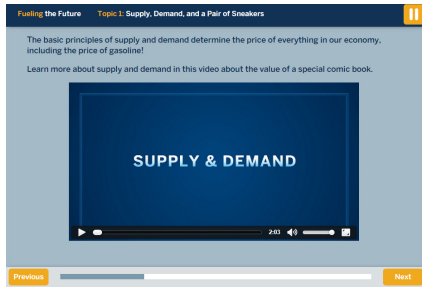 Fueling the Future Topic 1: Supply, Demand, and a Pair of Sneakers
The basic principles of supply and demand determine the price of everything in our economy,
including the price of gasoline!
Learn more about supply and demand in this video about the value of a special comic book.
SUPPLY & DEMAND
2:03
Previous
Next